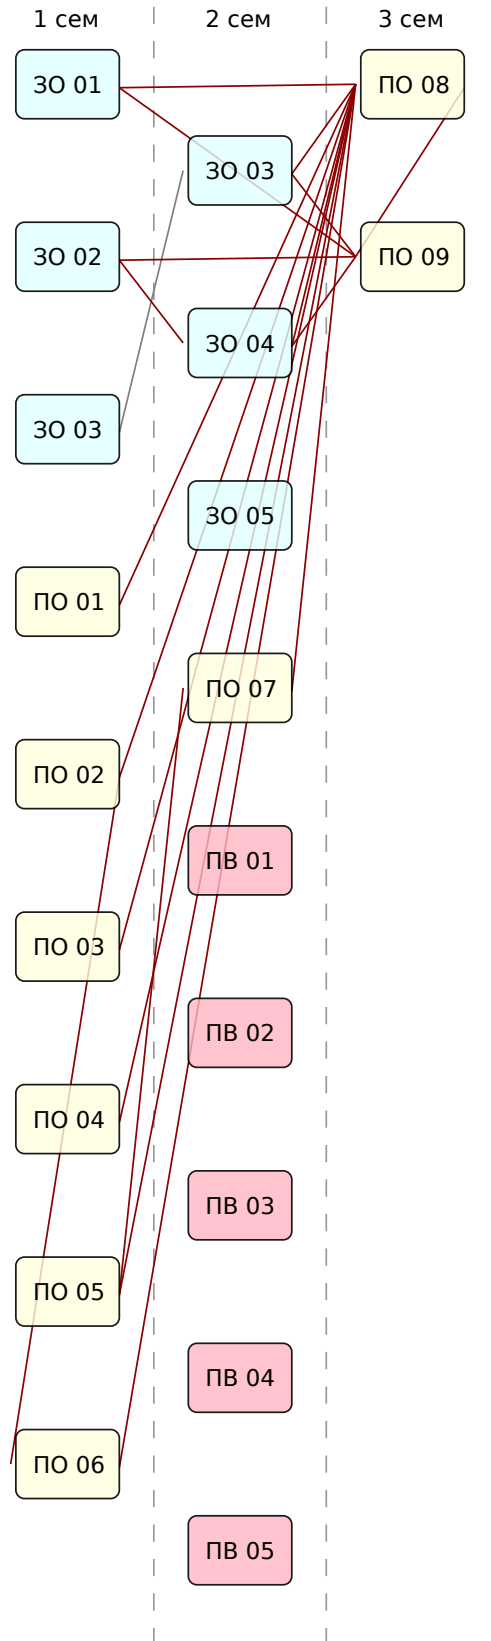 1 сем
2 сем
3 сем
ЗО 01
ПО 08
ЗО 03
ЗО 02
ПО 09
ЗО 04
ЗО 03
ЗО 05
ПО 01
ПО 07
ПО 02
ПВ 01
ПО 03
ПВ 02
ПО 04
ПВ 03
ПО 05
ПВ 04
ПО 06
ПВ 05